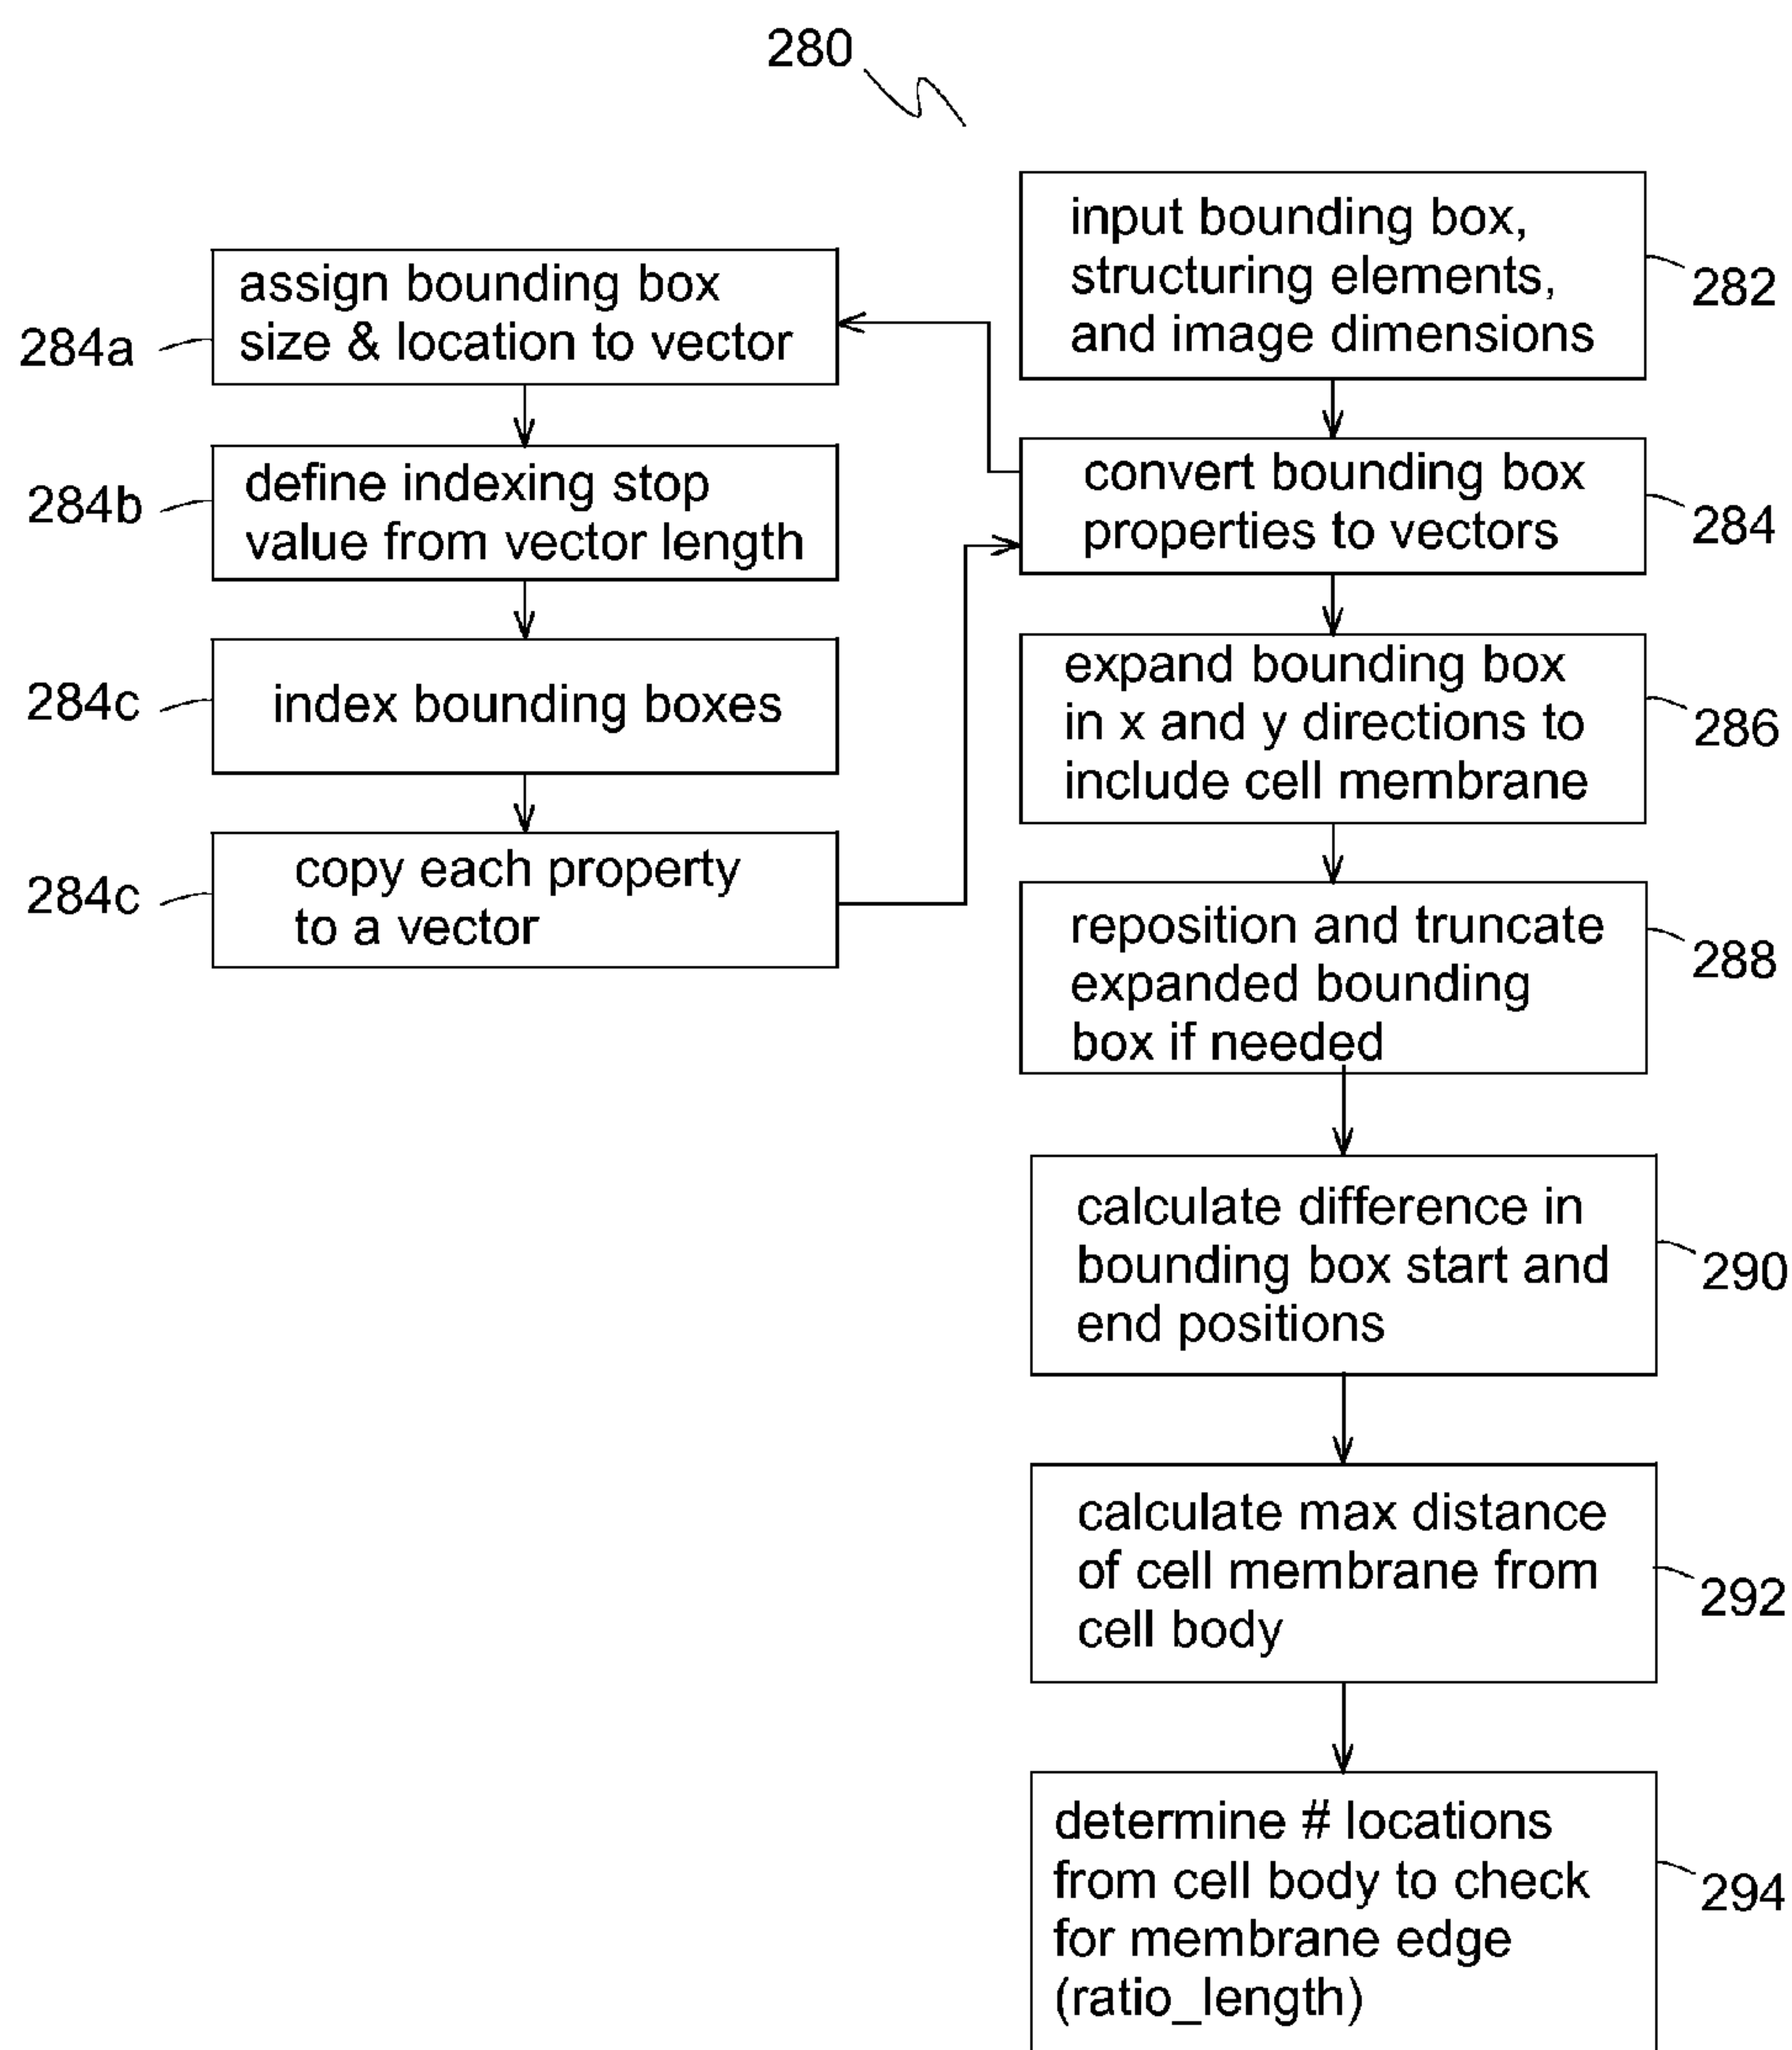 280
input bounding box,
structuring elements,
and image dimensions
282
assign bounding box
size & location to vector
284a
convert bounding box
properties to vectors
284
define indexing stop
value from vector length
284b
expand bounding box
in x and y directions to
include cell membrane
286
index bounding boxes
284c
copy each property
to a vector
284c
reposition and truncate
expanded bounding
box if needed
288
calculate difference in
bounding box start and
end positions
290
calculate max distance
of cell membrane from
cell body
292
determine # locations
from cell body to check
for membrane edge
(ratio_length)
294